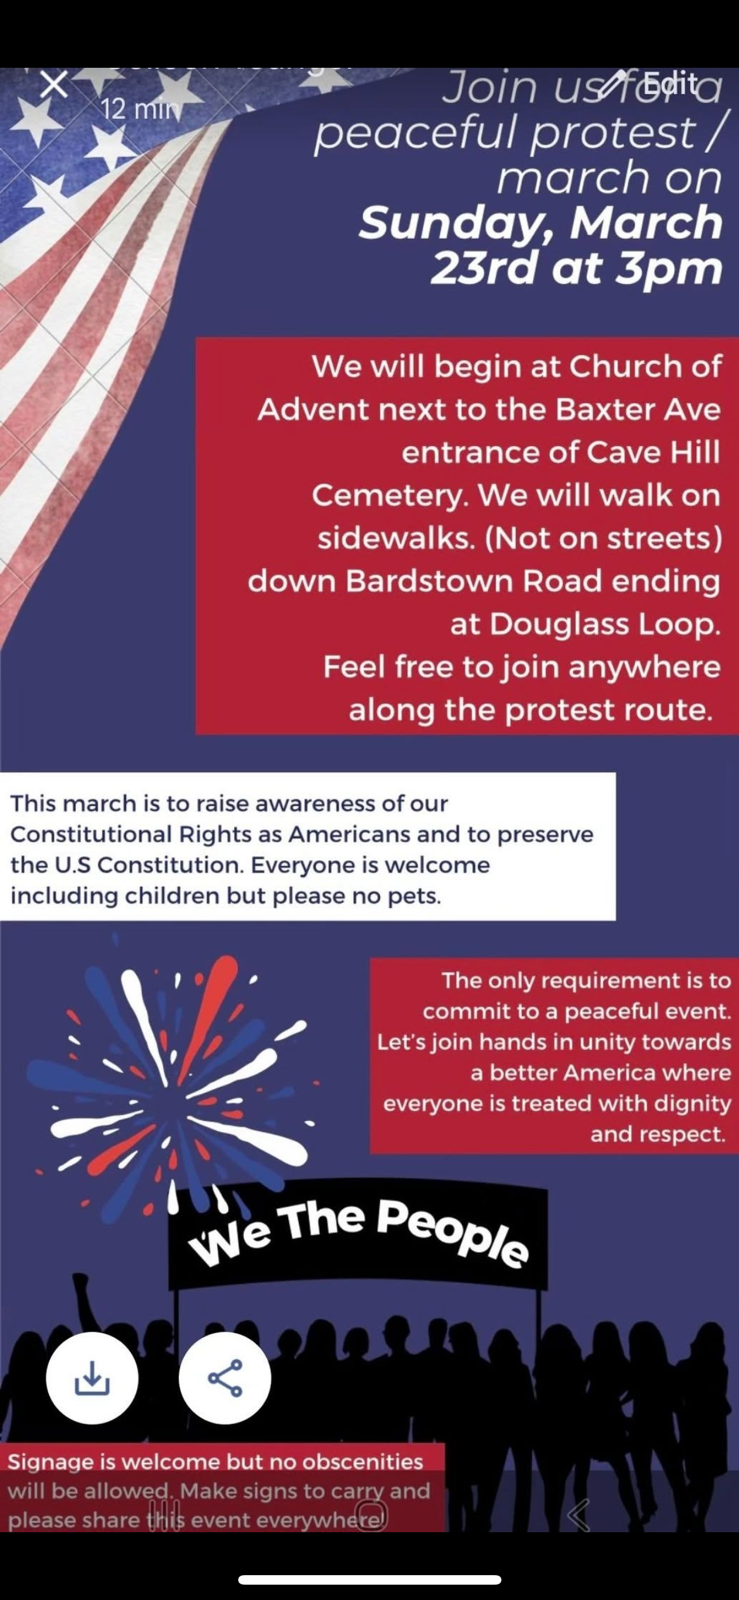 12 min
Edit
Join us for a
peaceful protest /
march on
Sunday, March
23rd at 3pm
We will begin at Church of
Advent next to the Baxter Ave
entrance of Cave Hill
Cemetery. We will walk on
sidewalks. (Not on streets)
down Bardstown Road ending
at Douglass Loop.
Feel free to join anywhere
along the protest route.
This march is to raise awareness of our
Constitutional Rights as Americans and to preserve
the U.S Constitution. Everyone is welcome
including children but please no pets.
The only requirement is to
commit to a peaceful event.
Let's join hands in unity towards
a better America where
everyone is treated with dignity
and respect.
We The People
Signage is welcome but no obscenities
will be allowed. Make signs to carry and
please share this event everywhere!